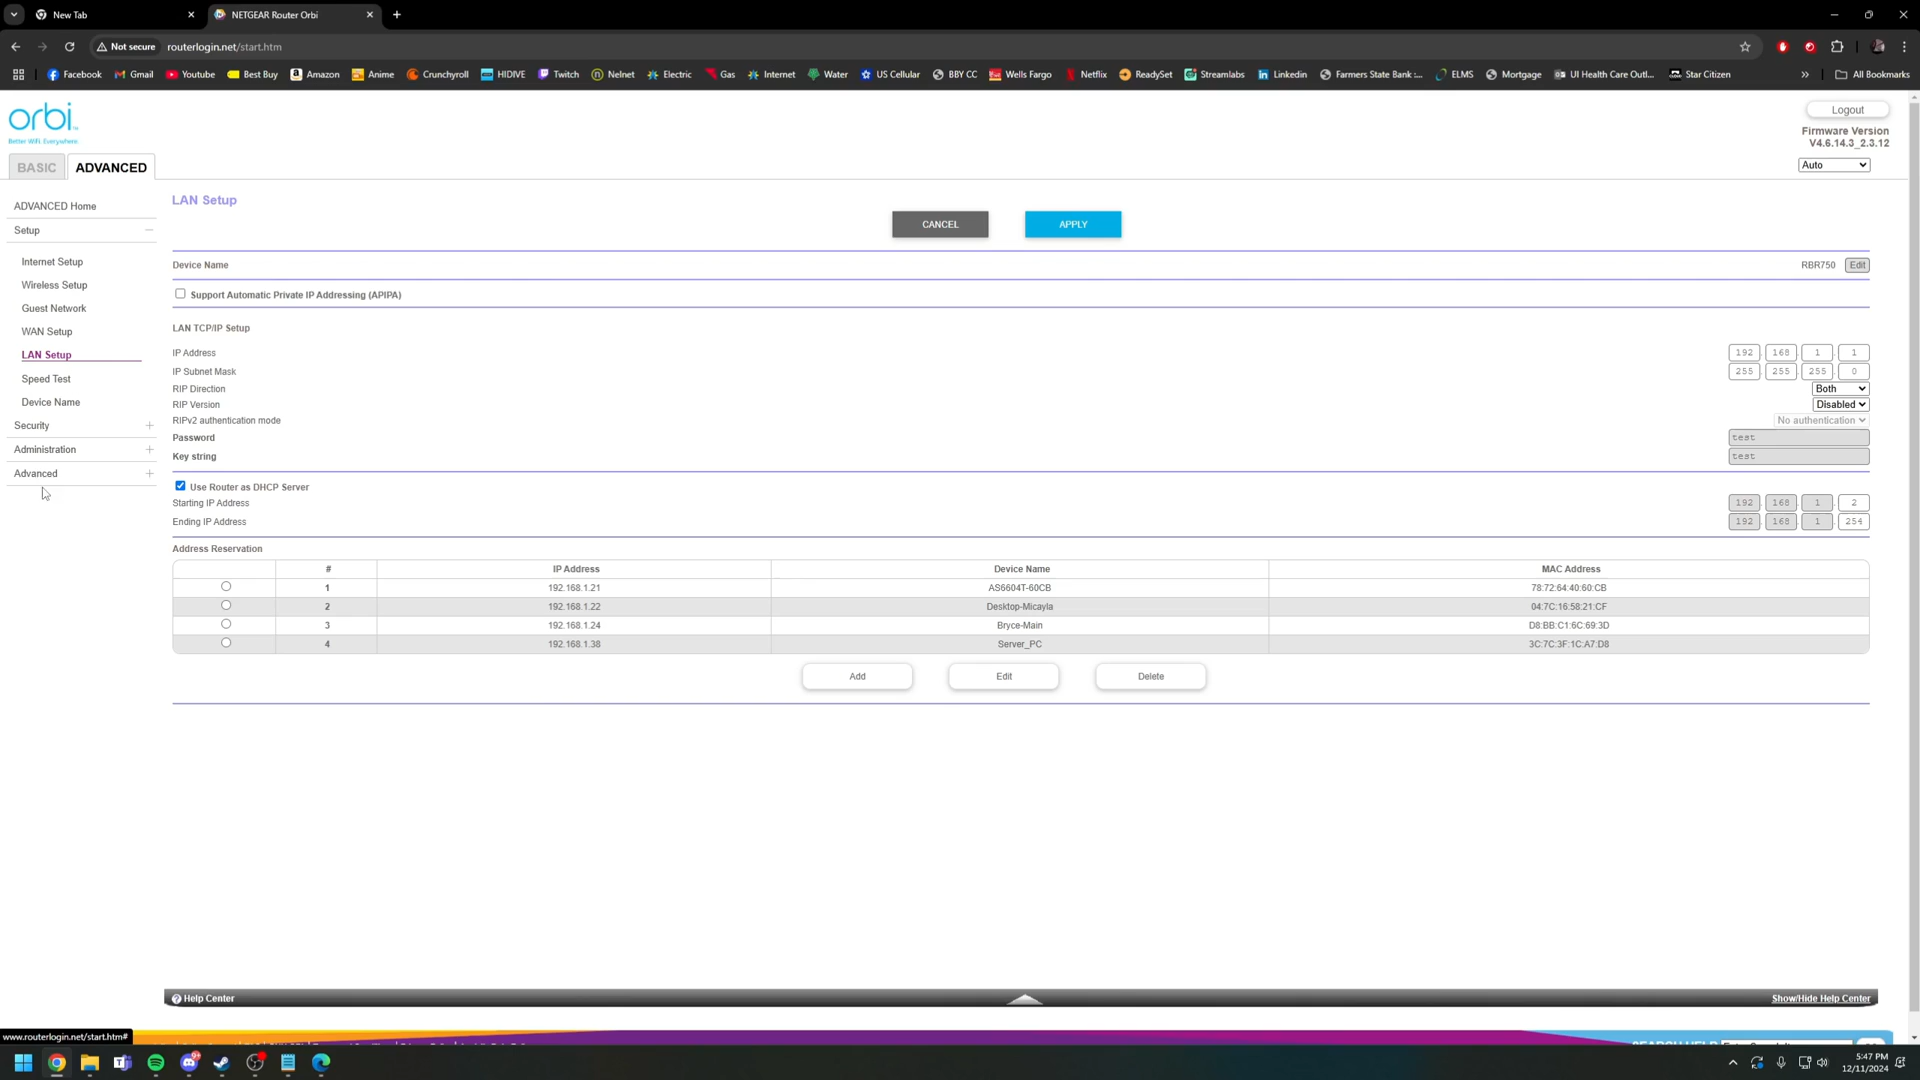 New Tab
NETGEAR Router Orbi
Not secure routerlogin.net/start.htm
Facebook Gmail Youtube Best Buy Amazon Anime Crunchyroll HIDIVE Twitch Nelnet Electric Gas Internet Water US Cellular BBY CC Wells Fargo Netflix ReadySet Streamlabs Linkedin Farmers State Bank :... ELMS Mortgage UI Health Care Outl... Star Citizen » All Bookmarks
orbi
Better WiFi. Everywhere.
Logout
Firmware Version
V4.6.14.3_2.3.12
Auto
BASIC ADVANCED
ADVANCED Home
Setup
Internet Setup
Wireless Setup
Guest Network
WAN Setup
LAN Setup
Speed Test
Device Name
Security
Administration
Advanced
LAN Setup
CANCEL APPLY
Device Name RBR750 Edit
Support Automatic Private IP Addressing (APIPA)
LAN TCP/IP Setup
IP Address 192 . 168 . 1 . 1
IP Subnet Mask 255 . 255 . 255 . 0
RIP Direction Both
RIP Version Disabled
RIPv2 authentication mode No authentication
Password test
Key string test
Use Router as DHCP Server
Starting IP Address 192 . 168 . 1 . 2
Ending IP Address 192 . 168 . 1 . 254
Address Reservation
# IP Address Device Name MAC Address
1 192.168.1.21 AS6604T-60CB 78:72:64:40:60:CB
2 192.168.1.22 Desktop-Micayla 04:7C:16:58:21:CF
3 192.168.1.24 Bryce-Main D8:BB:C1:6C:69:3D
4 192.168.1.38 Server_PC 3C:7C:3F:1C:A7:D8
Add Edit Delete
Help Center Show/Hide Help Center
www.routerlogin.net/start.htm#
SEARCH HELP
5:47 PM
12/11/2024